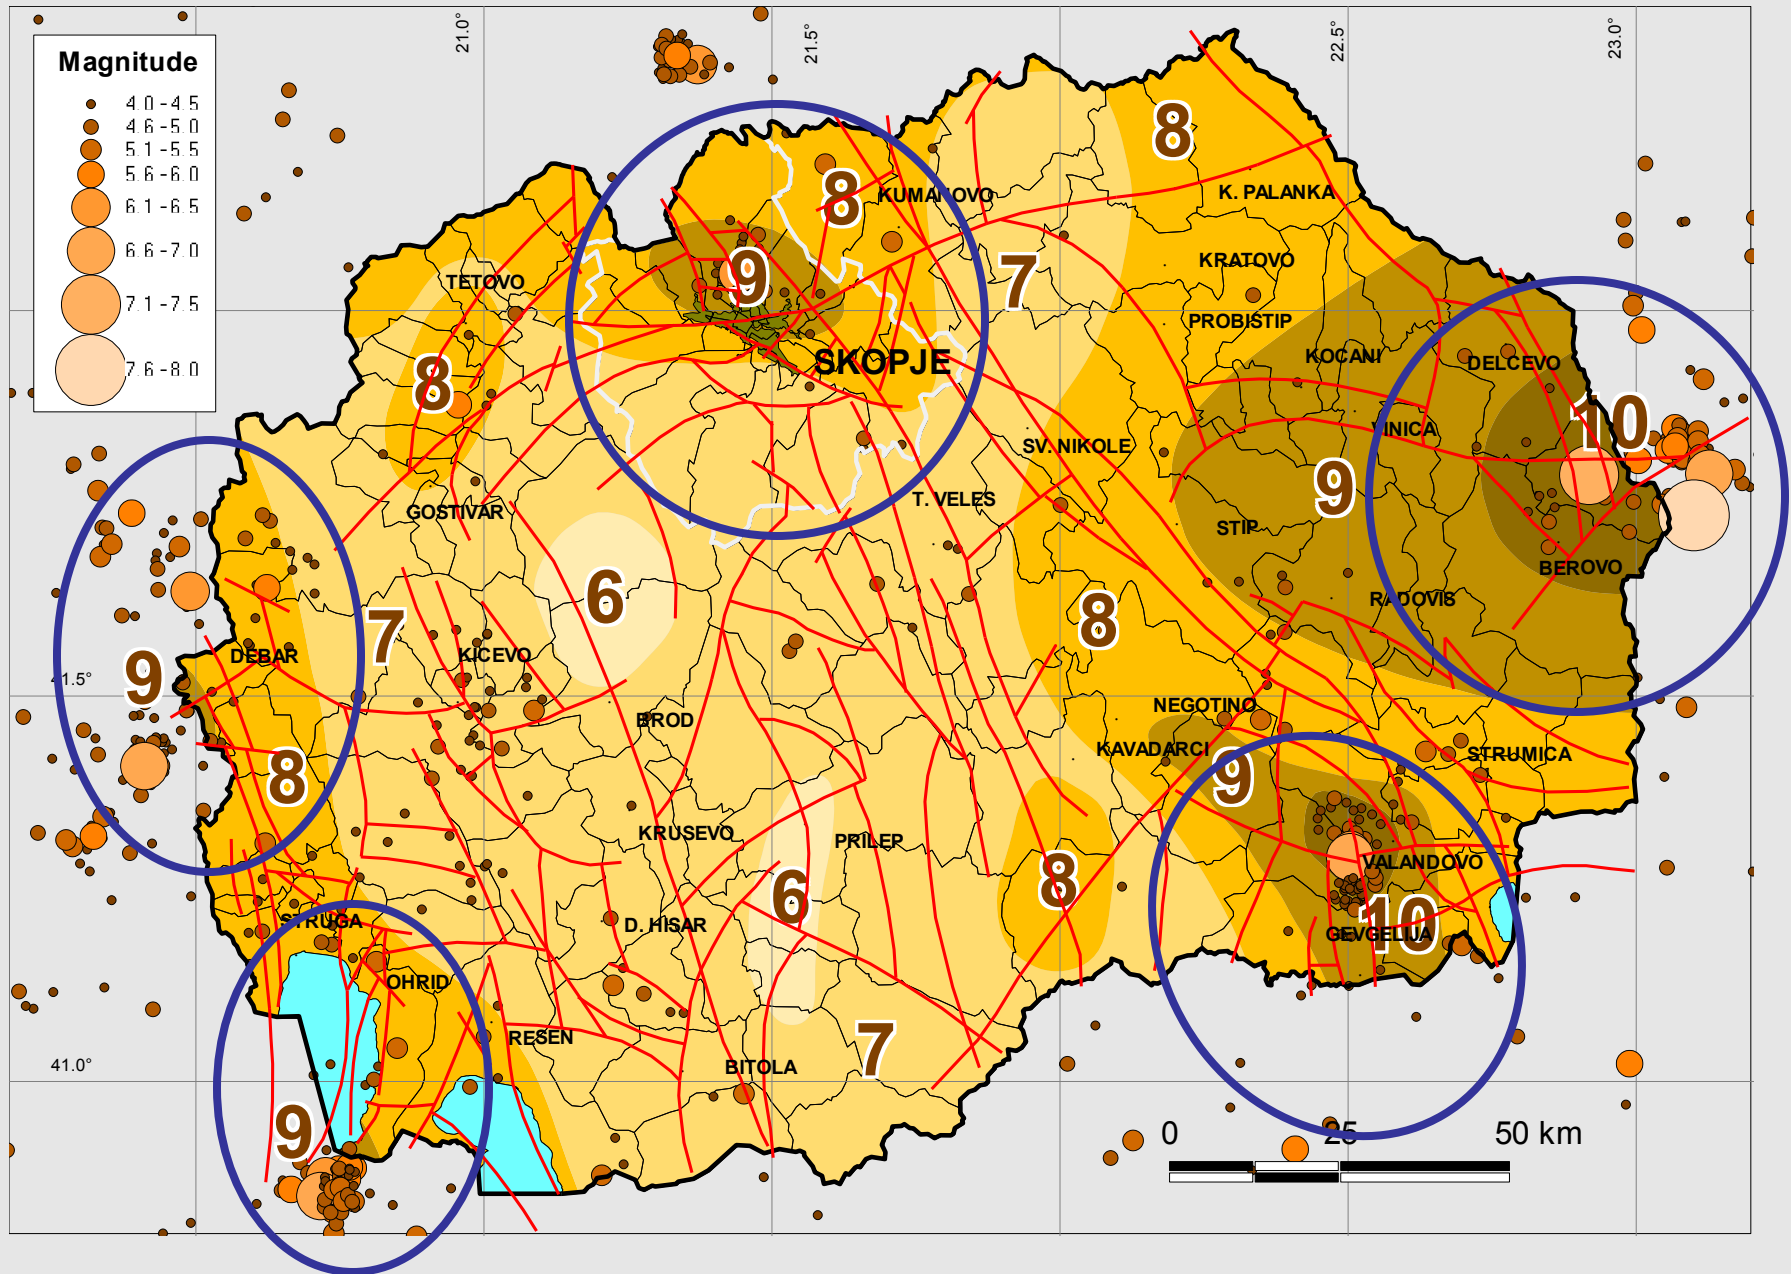 21.0°
21.5°
22.5°
23.0°
Magnitude
4.0 - 4.5
4.6 - 5.0
5.1 - 5.5
5.6 - 6.0
6.1 - 6.5
6.6 - 7.0
7.1 - 7.5
7.6 - 8.0
8
8
KUMANOVO
K. PALANKA
9
7
KRATOVO
TETOVO
PROBISTIP
SKOPJE
KOCANI
DELCEVO
8
10
VINICA
SV. NIKOLE
9
T. VELES
GOSTIVAR
STIP
BEROVO
6
RADOVIS
8
7
DEBAR
KICEVO
9
41.5°
NEGOTINO
BROD
KAVADARCI
STRUMICA
8
9
KRUSEVO
PRILEP
VALANDOVO
8
6
STRUGA
D. HISAR
10
GEVGELIJA
OHRID
RESEN
7
BITOLA
41.0°
9
0
25
50 km